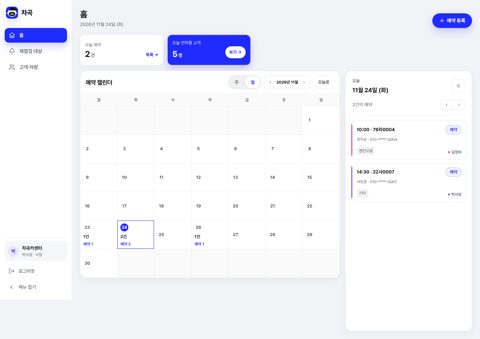 차곡
홈
재점검 대상
고객·차량
차곡카센터
로그아웃
메뉴 접기
홈
2026년 11월 24일 (화)
+ 예약 등록
오늘 예약
2건
목록 →
오늘 연락할 고객
5명
보기 →
예약 캘린더
주
월
2026년 11월
오늘로
월 화 수 목 금 토 일
1
2 3 4 5 6 7 8
9 10 11 12 13 14 15
16 17 18 19 20 21 22
23 24 25 26 27 28 29
1건 2건 1건
예약 1 예약 2 예약 1
30
오늘
11월 24일 (화)
2건의 예약
10:00 · 78라0004
예약
010-****-0004
엔진오일
14:30 · 22사0007
예약
010-****-0007
기타